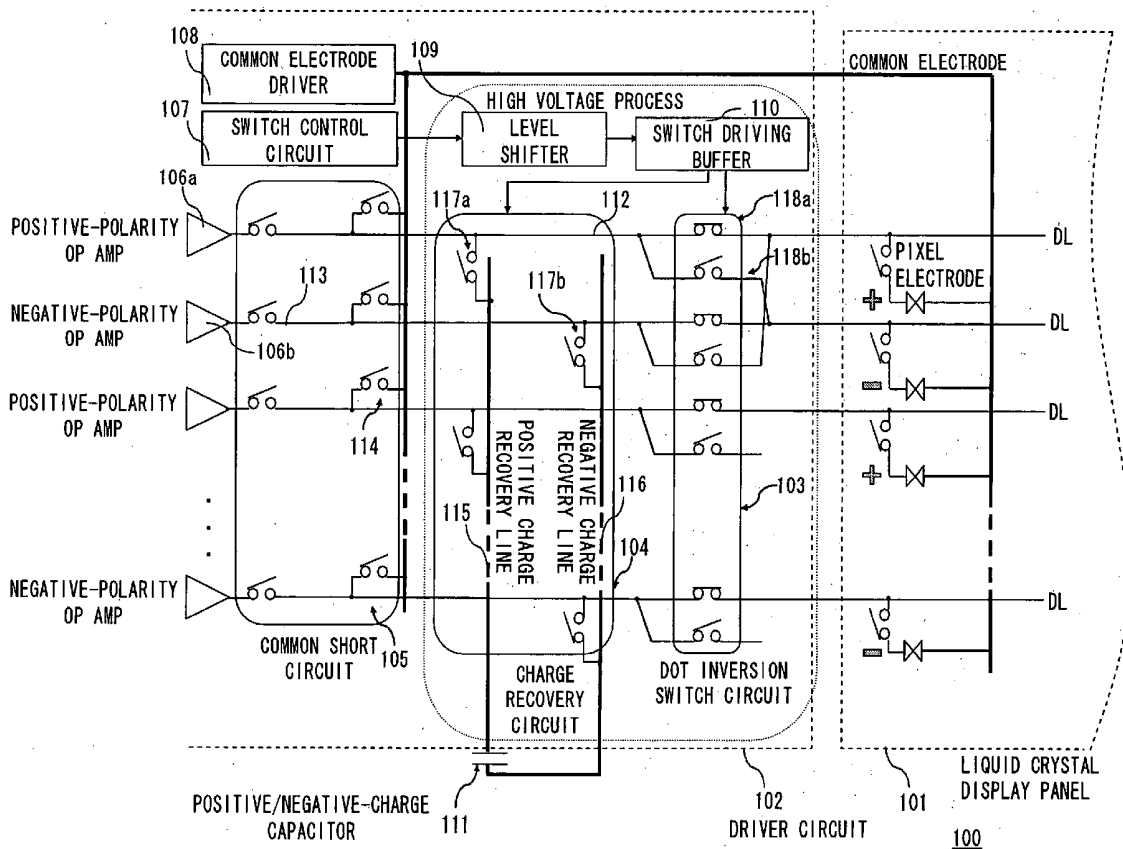 108
COMMON ELECTRODE
DRIVER
109
COMMON ELECTRODE
107
SWITCH CONTROL
CIRCUIT
HIGH VOLTAGE PROCESS
LEVEL
SHIFTER
110
SWITCH DRIVING
BUFFER
106a
117a
112
118a
POSITIVE-POLARITY
OP AMP
DL
118b
PIXEL
ELECTRODE
113
117b
NEGATIVE-POLARITY
OP AMP
106b
DL
POSITIVE-POLARITY
OP AMP
114
DL
POSITIVE CHARGE
RECOVERY LINE
NEGATIVE CHARGE
RECOVERY LINE
115
116
103
104
NEGATIVE-POLARITY
OP AMP
DL
COMMON SHORT
CIRCUIT
105
CHARGE
RECOVERY
CIRCUIT
DOT INVERSION
SWITCH CIRCUIT
POSITIVE/NEGATIVE-CHARGE
CAPACITOR
111
102
DRIVER CIRCUIT
101
LIQUID CRYSTAL
DISPLAY PANEL
100